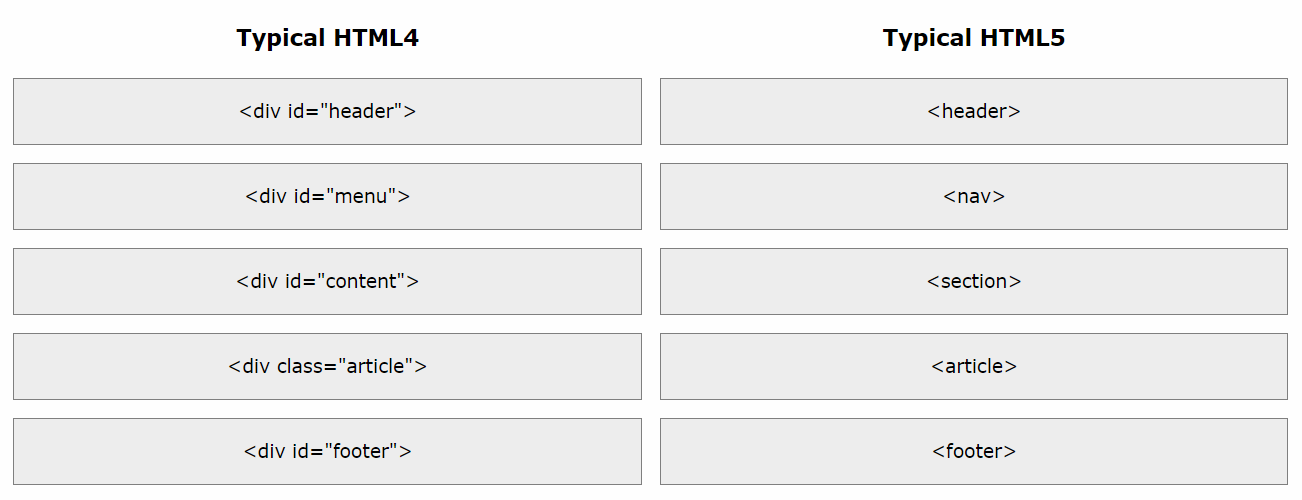 Typical HTML4
Typical HTML5
<div id="header">
<header>
<div id="menu">
<nav>
<div id="content">
<section>
<div class="article">
<article>
<div id="footer">
<footer>